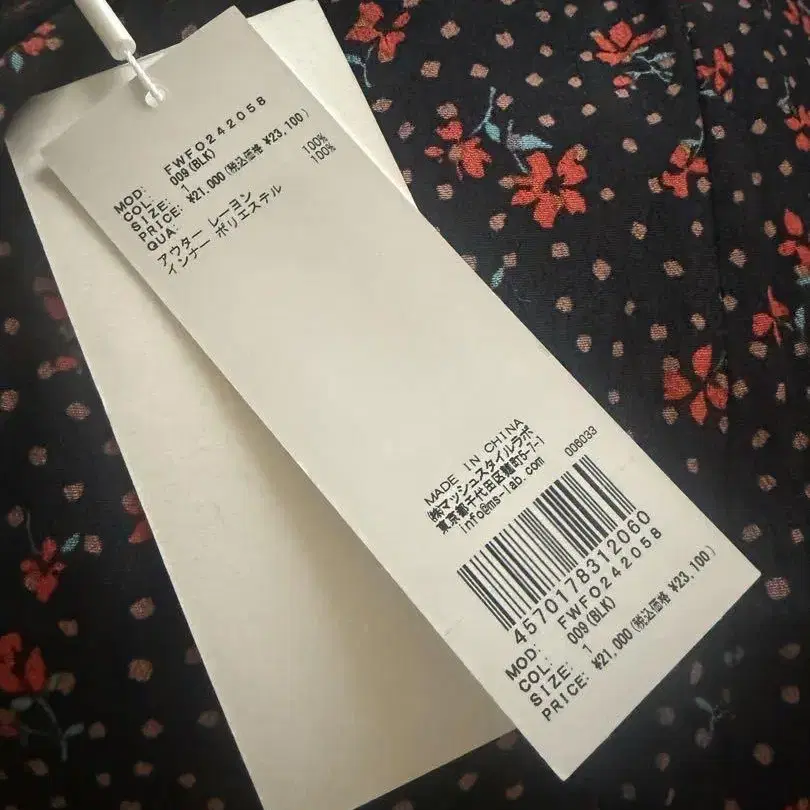 MOD: FWFO242058
COL: 009(BLK)
SIZE: 1
PRICE: ¥21,000(税込価格 ¥23,100)
QUA:
アウター レーヨン 100%
インナー ポリエステル 100%
MADE IN CHINA
㈱マッシュスタイルラボ
東京都千代田区麹町5-7-1
info@ms-lab.com 006033
4570178312060
MOD: FWFO242058
COL: 009(BLK)
SIZE: 1
PRICE: ¥21,000(税込価格 ¥23,100)